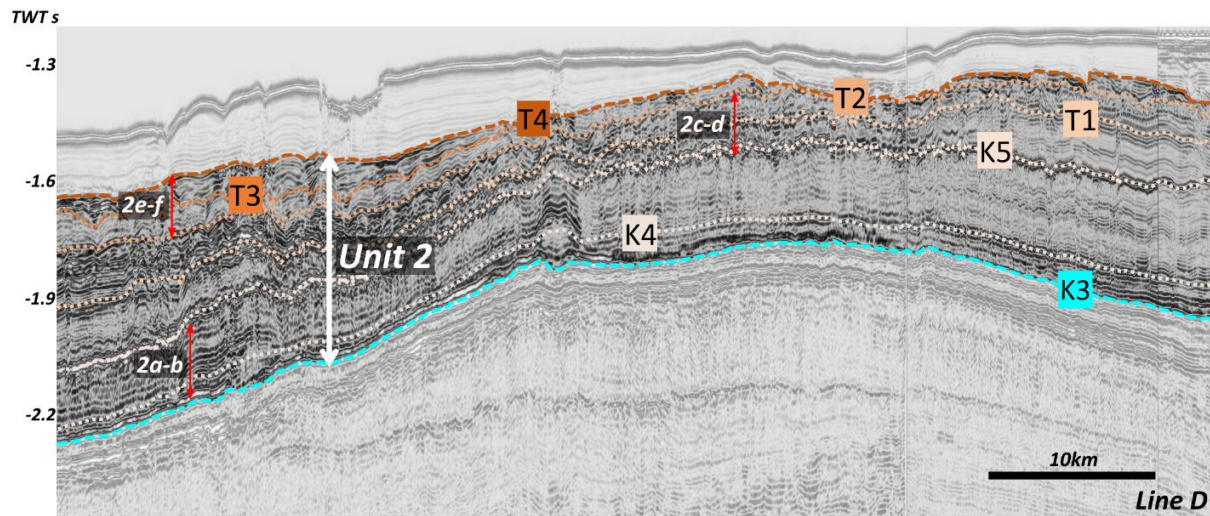 TWT s
-1.3
-1.6
-1.9
-2.2
T4
T2
2c-d
T1
K5
2e-f
T3
Unit 2
K4
K3
2a-b
10km
Line D